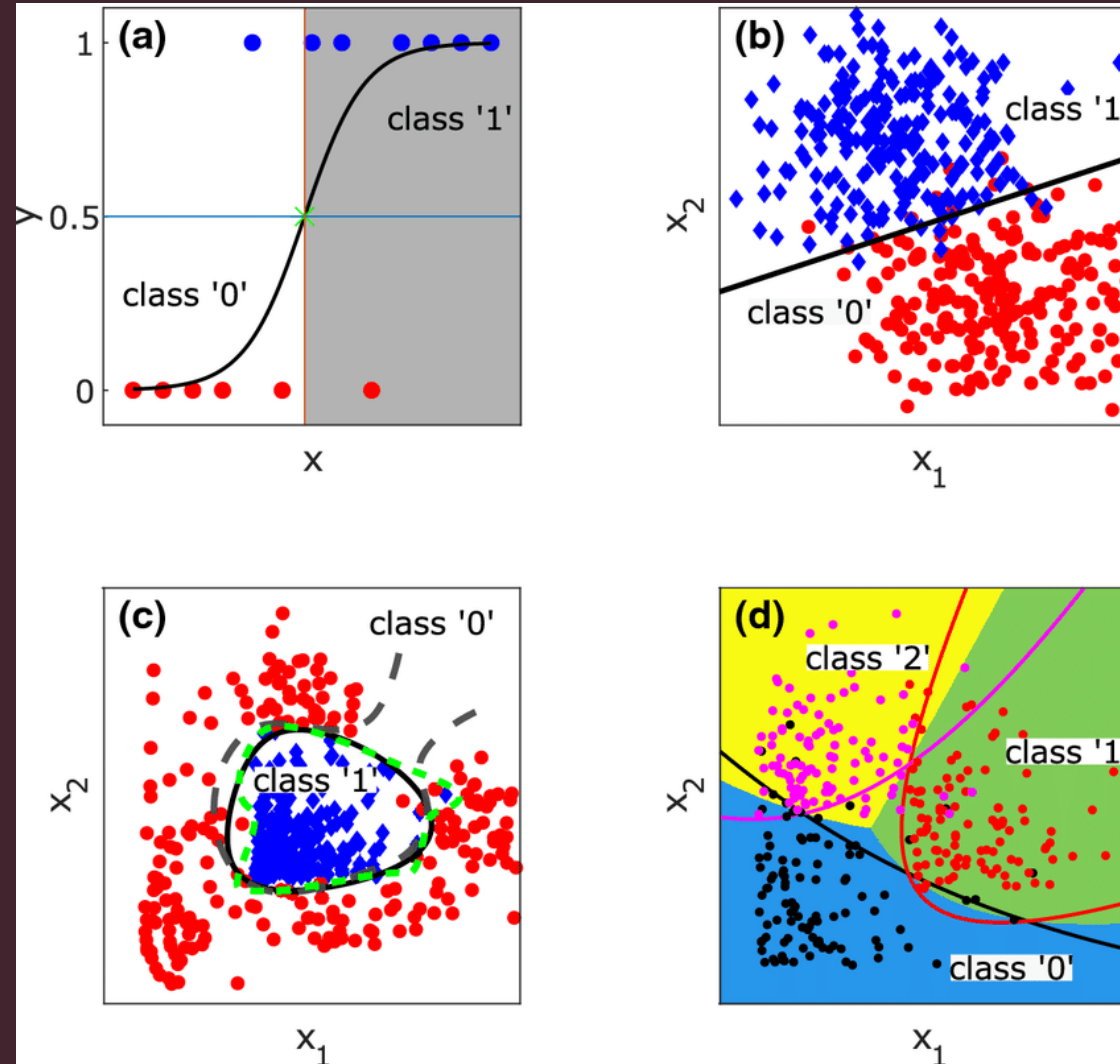 (a)
1
class '1'
y
0.5
class '0'
0
x
(b)
class '1
x2
class '0'
x1
(c)
class '0'
class '1'
x2
x1
(d)
class '2'
class '1
x2
class '0'
x1